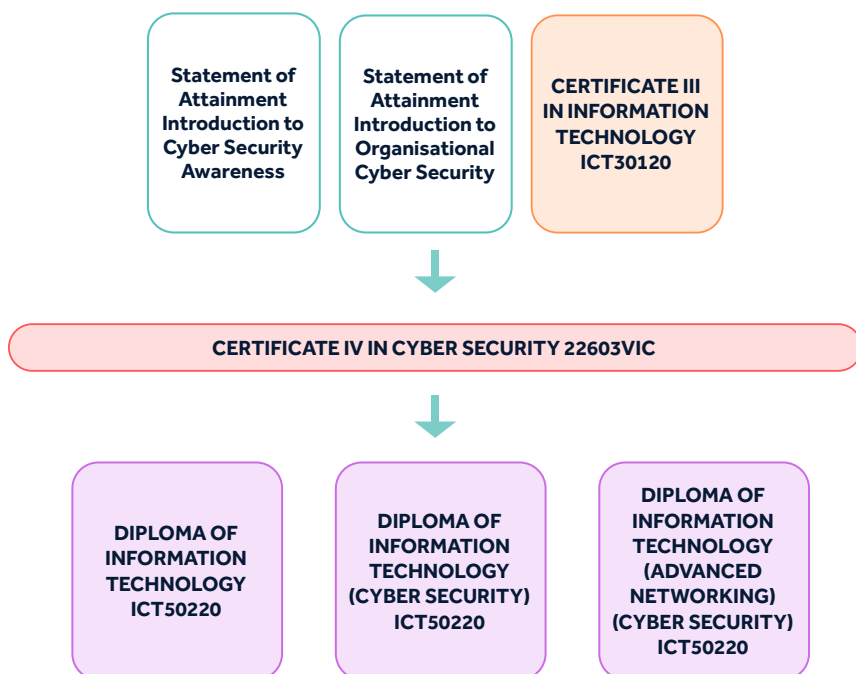 Statement of
Attainment
Introduction to
Cyber Security
Awareness
Statement of
Attainment
Introduction to
Organisational
Cyber Security
CERTIFICATE III
IN INFORMATION
TECHNOLOGY
ICT30120
CERTIFICATE IV IN CYBER SECURITY 22603VIC
DIPLOMA OF
INFORMATION
TECHNOLOGY
ICT50220
DIPLOMA OF
INFORMATION
TECHNOLOGY
(CYBER SECURITY)
ICT50220
DIPLOMA OF
INFORMATION
TECHNOLOGY
(ADVANCED
NETWORKING)
(CYBER SECURITY)
ICT50220